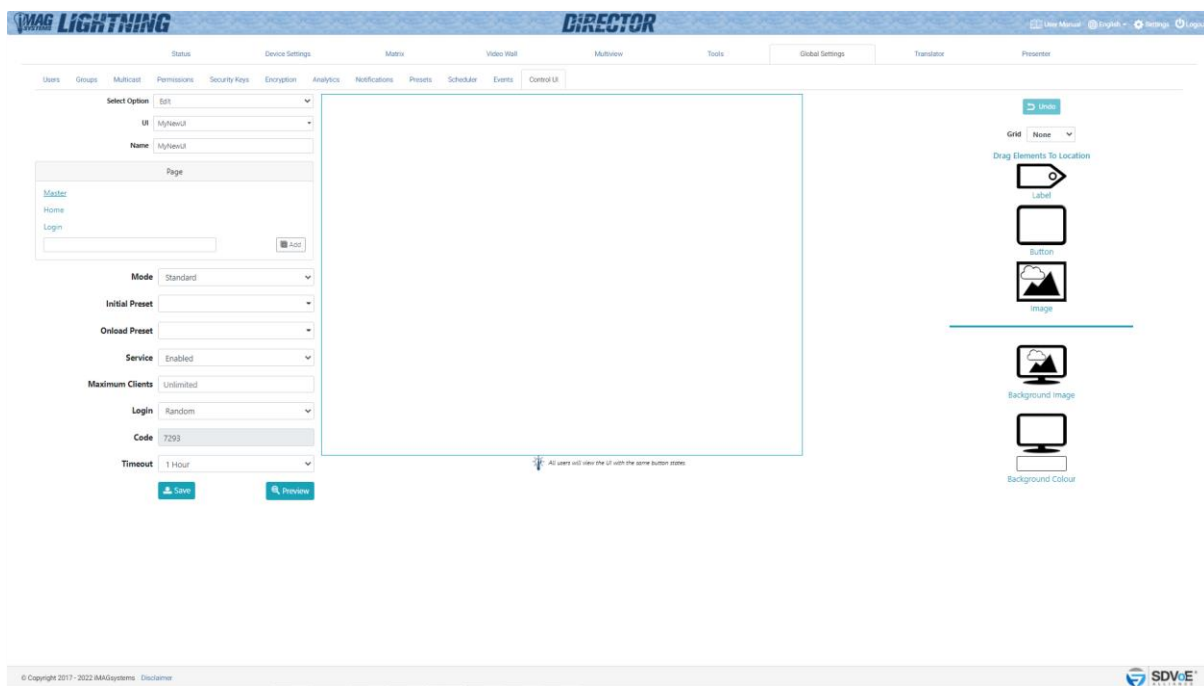 iMAG SYSTEMS LIGHTNING DiRECTOR User Manual English Settings Logout
Status Device Settings Matrix Video Wall Multiview Tools Global Settings Translator Presenter
Users Groups Multicast Permissions Security Keys Encryption Analytics Notifications Presets Scheduler Events Control UI
Select Option Edit
UI MyNewUI
Name MyNewUI
Page
Master
Home
Login
Add
Mode Standard
Initial Preset
Onload Preset
Service Enabled
Maximum Clients Unlimited
Login Random
Code 7293
Timeout 1 Hour
Save Preview
All users will view the UI with the same button states.
Undo
Grid None
Drag Elements To Location
Label
Button
Image
Background Image
Background Colour
© Copyright 2017 - 2022 iMAGsystems Disclaimer
SDVoE
ALLIANCE